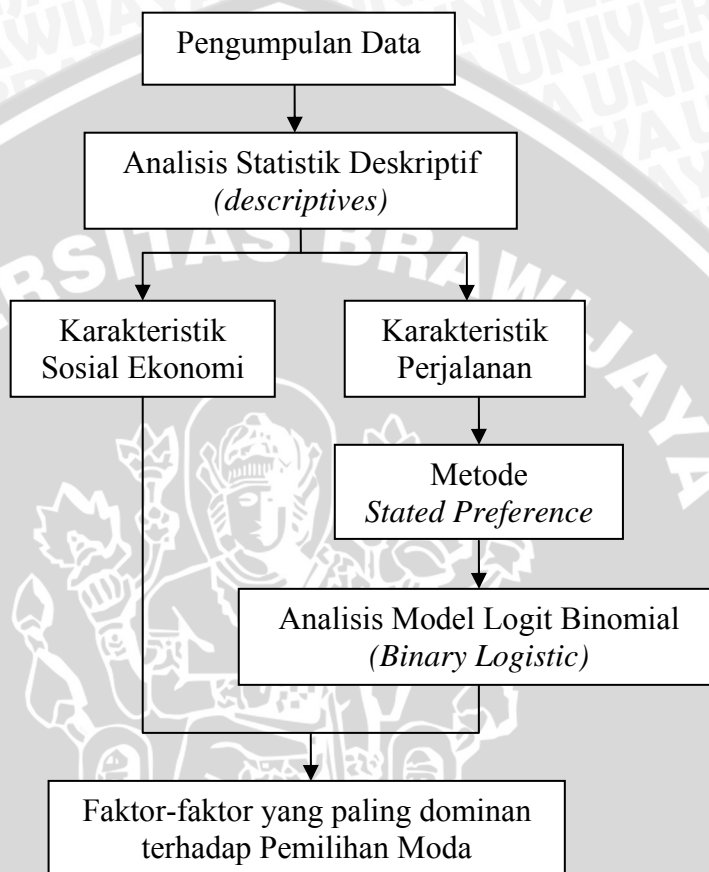 Pengumpulan Data
Analisis Statistik Deskriptif
(descriptives)
Karakteristik
Sosial Ekonomi
Karakteristik
Perjalanan
Metode
Stated Preference
Analisis Model Logit Binomial
(Binary Logistic)
Faktor-faktor yang paling dominan
terhadap Pemilihan Moda